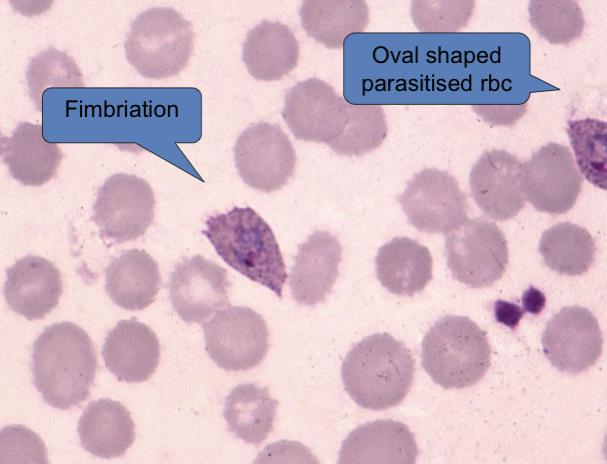 Oval shaped
parasitised rbc
Fimbriation